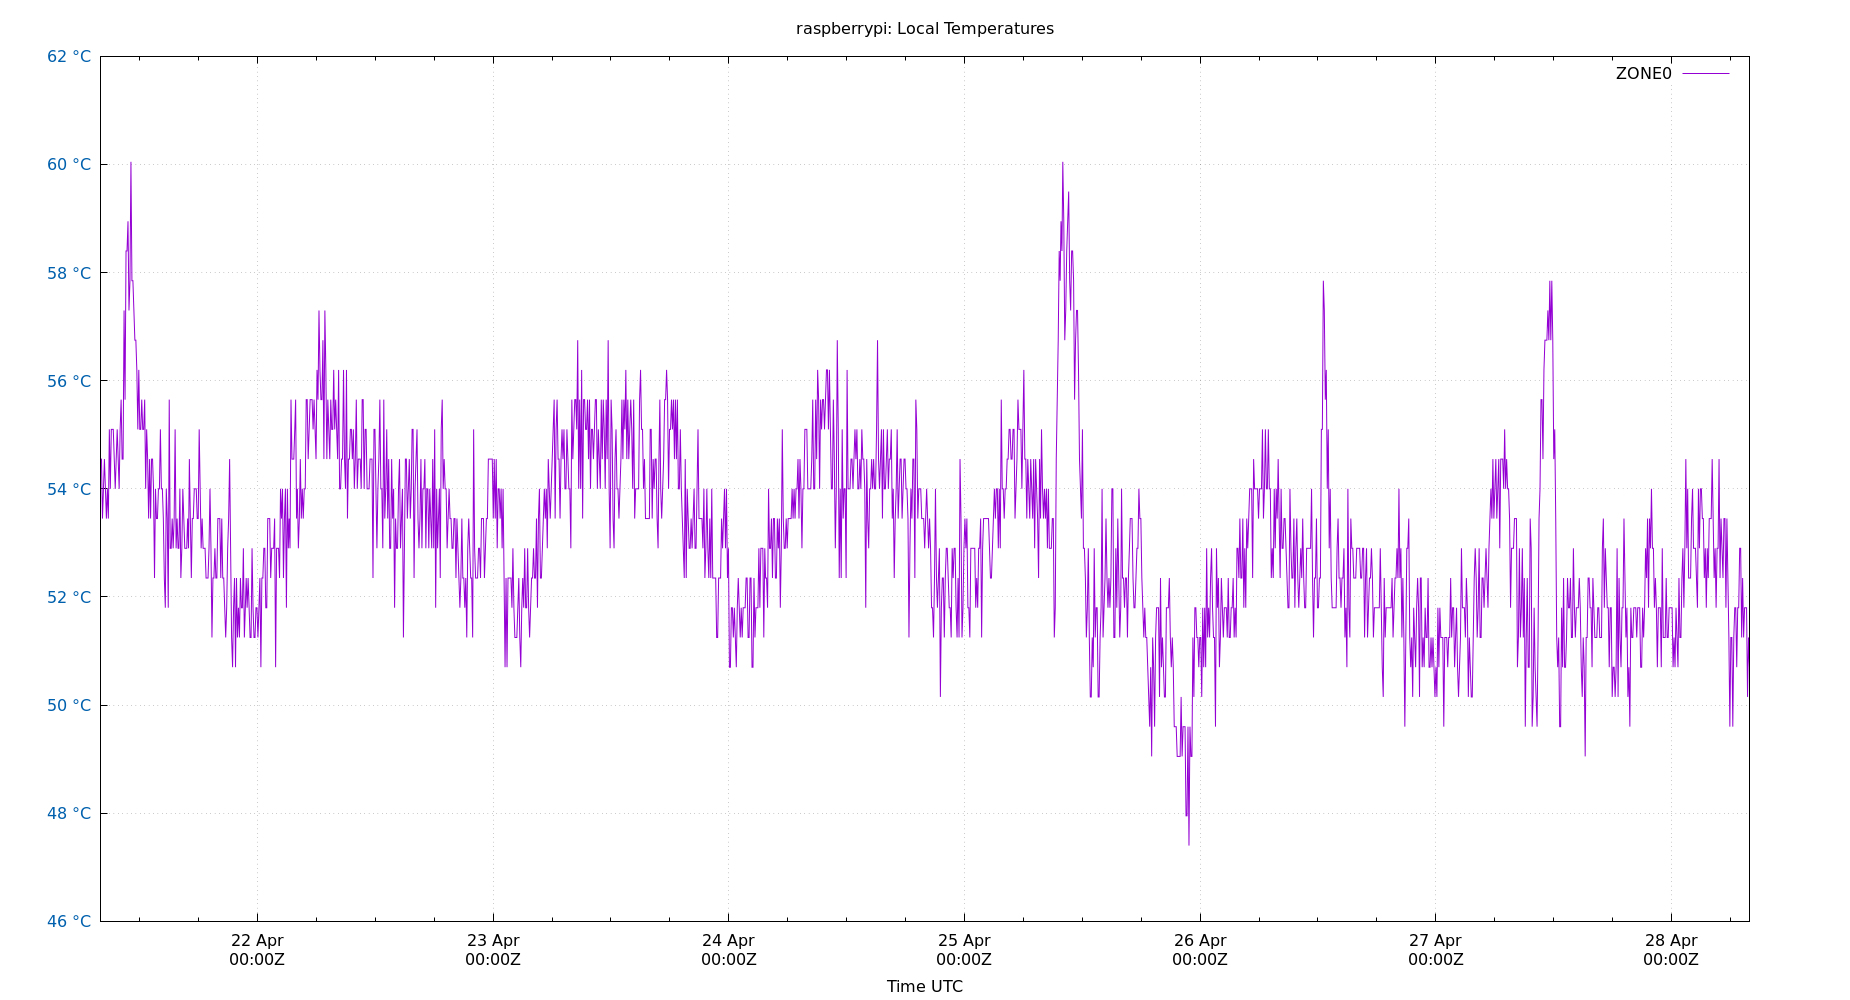 raspberrypi: Local Temperatures
62 °C
ZONE0
60 °C
58 °C
56 °C
54 °C
52 °C
50 °C
48 °C
46 °C
22 Apr 23 Apr 24 Apr 25 Apr 26 Apr 27 Apr 28 Apr
00:00Z 00:00Z 00:00Z 00:00Z 00:00Z 00:00Z 00:00Z
Time UTC